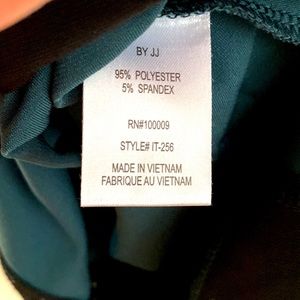 BY JJ
95% POLYESTER
5% SPANDEX
RN#100009
STYLE# IT-256
MADE IN VIETNAM
FABRIQUE AU VIETNAM